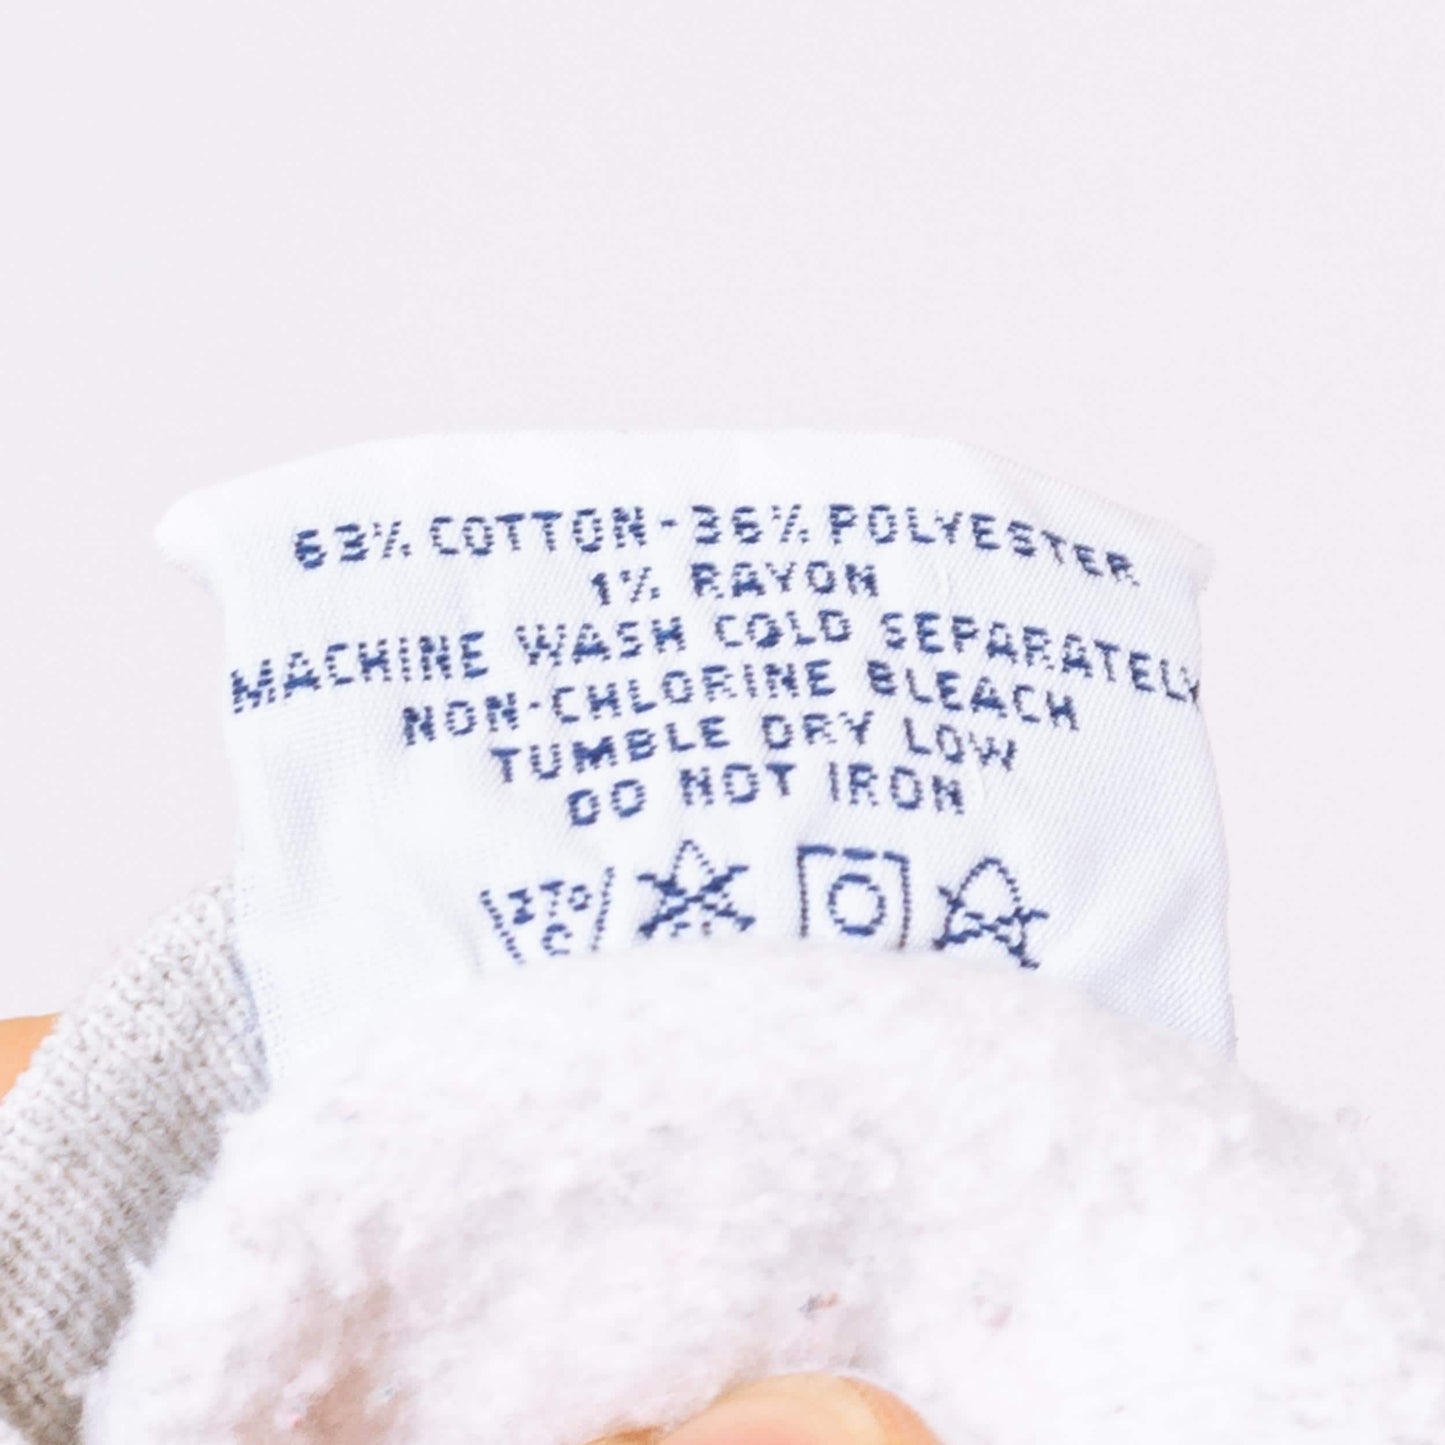 63% COTTON-36% POLYESTER
1% RAYON
MACHINE WASH COLD SEPARATELY
NON-CHLORINE BLEACH
TUMBLE DRY LOW
DO NOT IRON